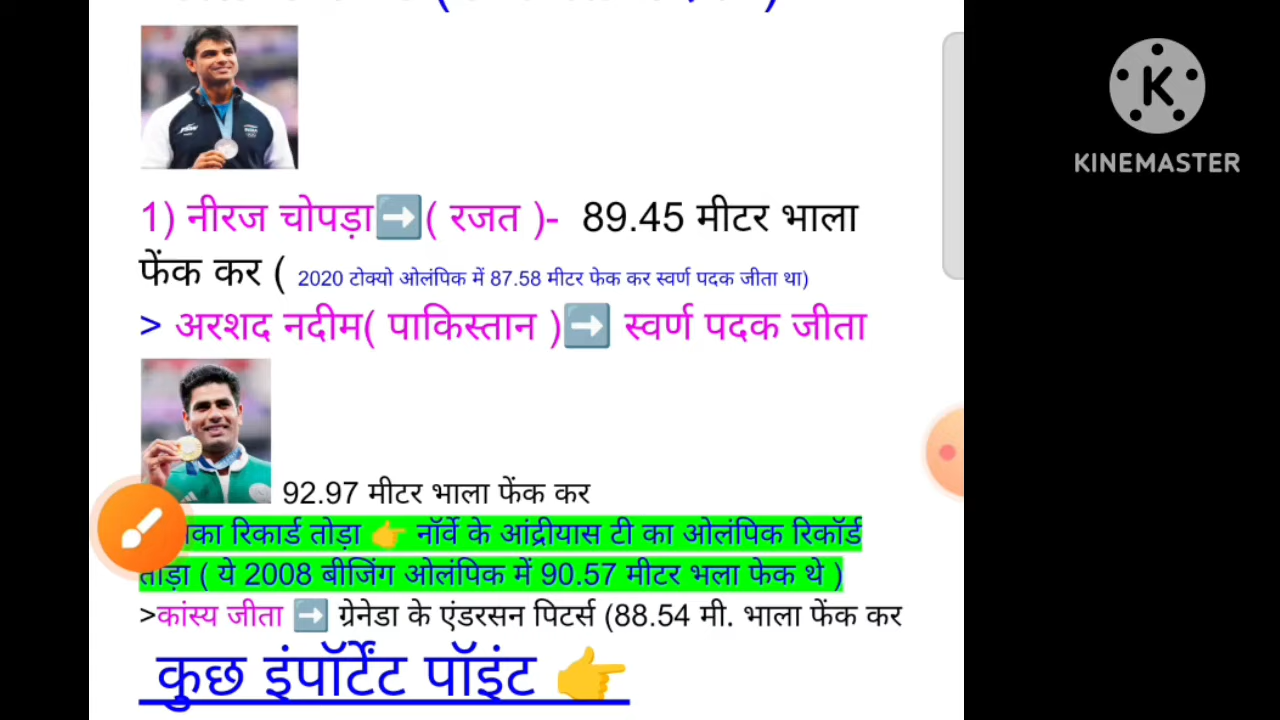 1) नीरज चोपड़ा➡️( रजत )- 89.45 मीटर भाला
फेंक कर ( 2020 टोक्यो ओलंपिक में 87.58 मीटर फेक कर स्वर्ण पदक जीता था)
> अरशद नदीम( पाकिस्तान )➡️ स्वर्ण पदक जीता
92.97 मीटर भाला फेंक कर
रिकार्ड तोड़ा 👉 नॉर्वे के आंद्रीयास टी का ओलंपिक रिकॉर्ड
तोड़ा ( ये 2008 बीजिंग ओलंपिक में 90.57 मीटर भला फेक थे )
>कांस्य जीता ➡️ ग्रेनेडा के एंडरसन पिटर्स (88.54 मी. भाला फेंक कर
कुछ इंपॉर्टेंट पॉइंट 👉
K
KINEMASTER